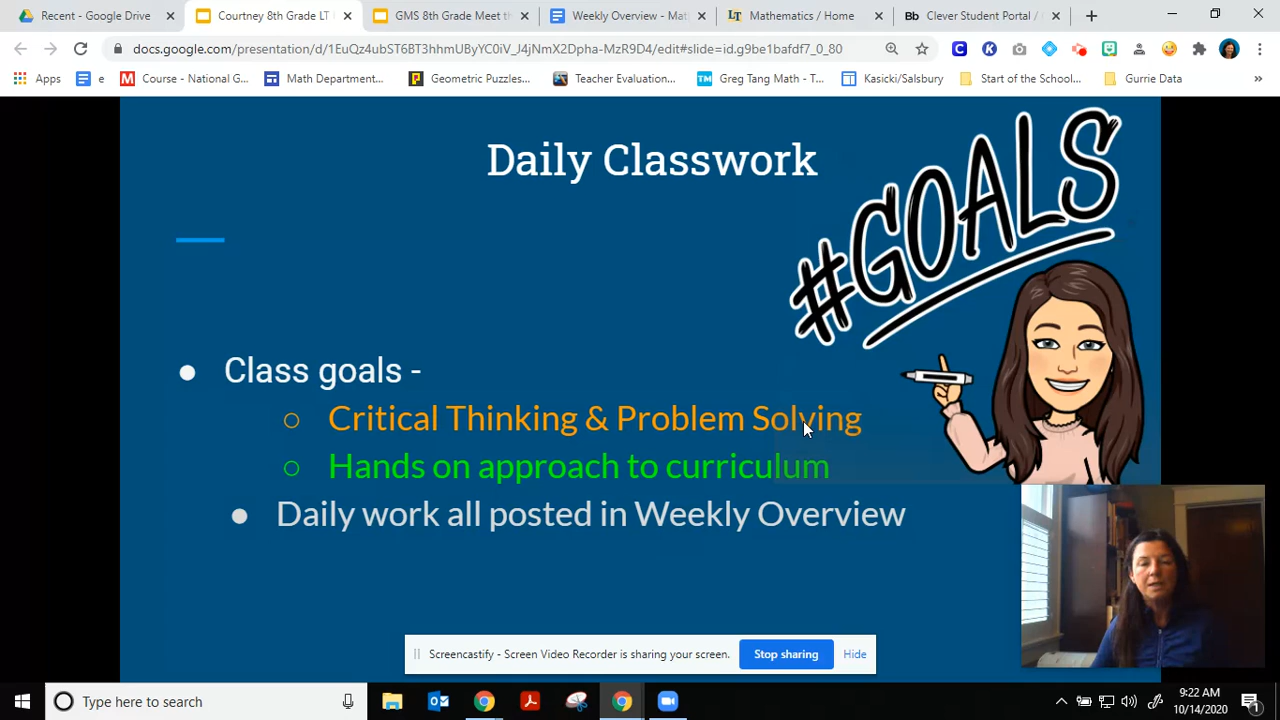 Recent - Google Drive
Courtney 8th Grade LT
GMS 8th Grade Meet th
Weekly Overview - Mat
LT Mathematics / Home
Bb Clever Student Portal /
docs.google.com/presentation/d/1EuQz4ubST6BT3hhmUByYC0iV_J4jNmX2Dpha-MzR9D4/edit#slide=id.g9be1bafdf7_0_80
Apps
e
M Course - National G...
Math Department...
P Geometric Puzzles...
Teacher Evaluation...
TM Greg Tang Math - T...
Kasicki/Salsbury
Start of the School...
Gurrie Data
Daily Classwork
#GOALS
Class goals -
Critical Thinking & Problem Solving
Hands on approach to curriculum
Daily work all posted in Weekly Overview
Screencastify - Screen Video Recorder is sharing your screen.
Stop sharing
Hide
Type here to search
9:22 AM
10/14/2020